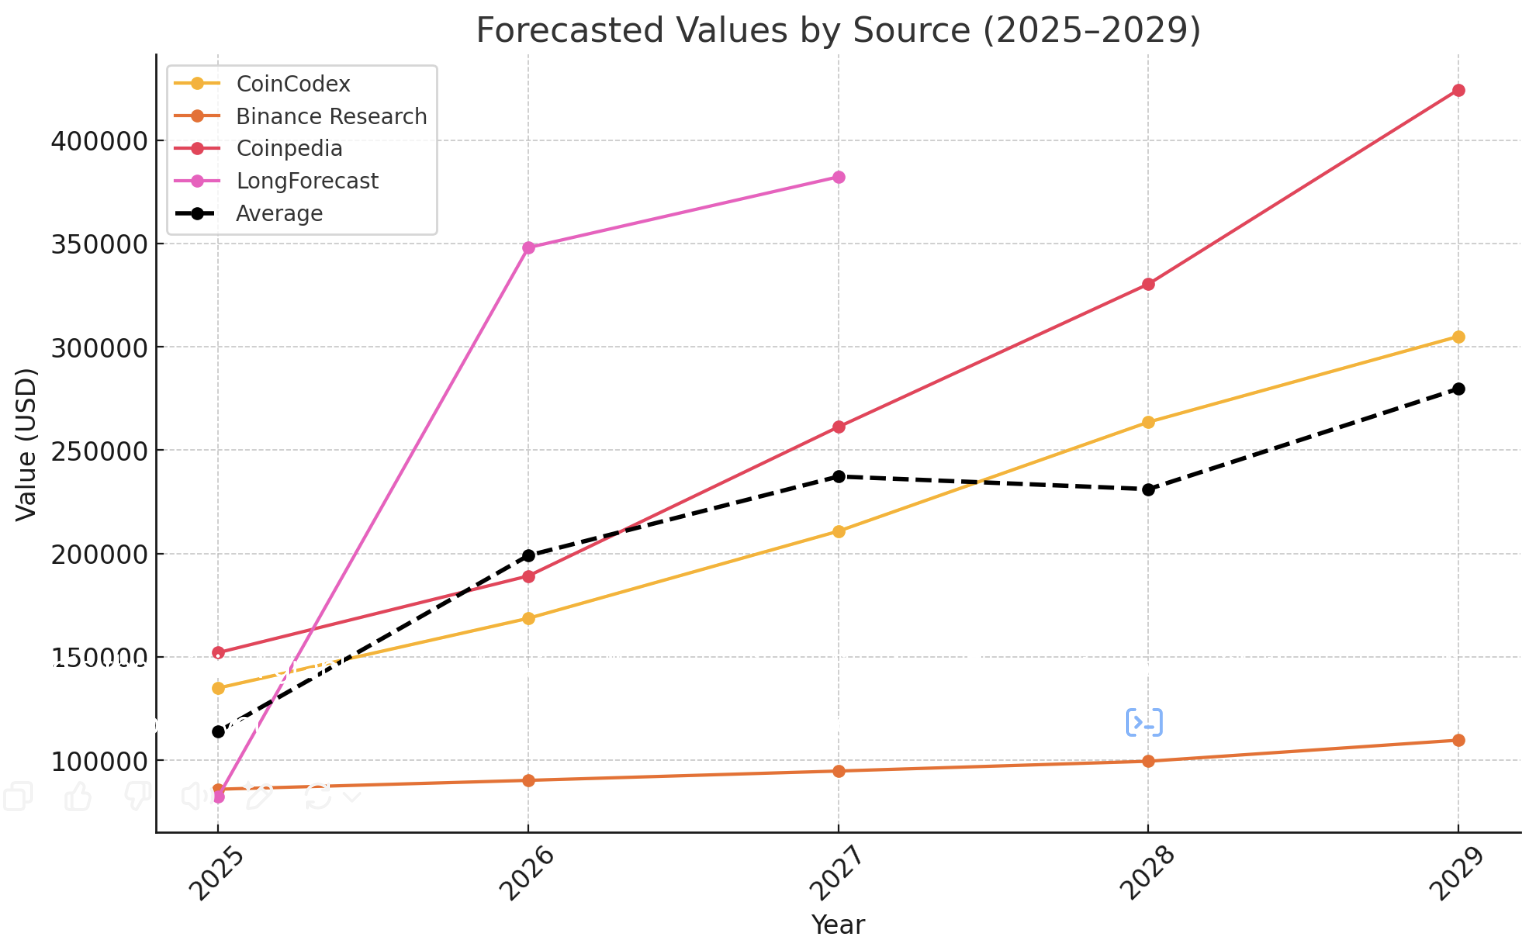 Forecasted Values by Source (2025–2029)
CoinCodex
Binance Research
Coinpedia
LongForecast
Average
400000
350000
300000
250000
200000
150000
100000
Value (USD)
2025
2026
2027
2028
2029
Year